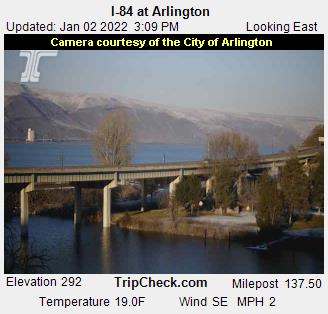 I-84 at Arlington
Updated: Jan 02 2022 3:09 PM Looking East
Camera courtesy of the City of Arlington
Elevation 292 TripCheck.com Milepost 137.50
Temperature 19.0F Wind SE MPH 2